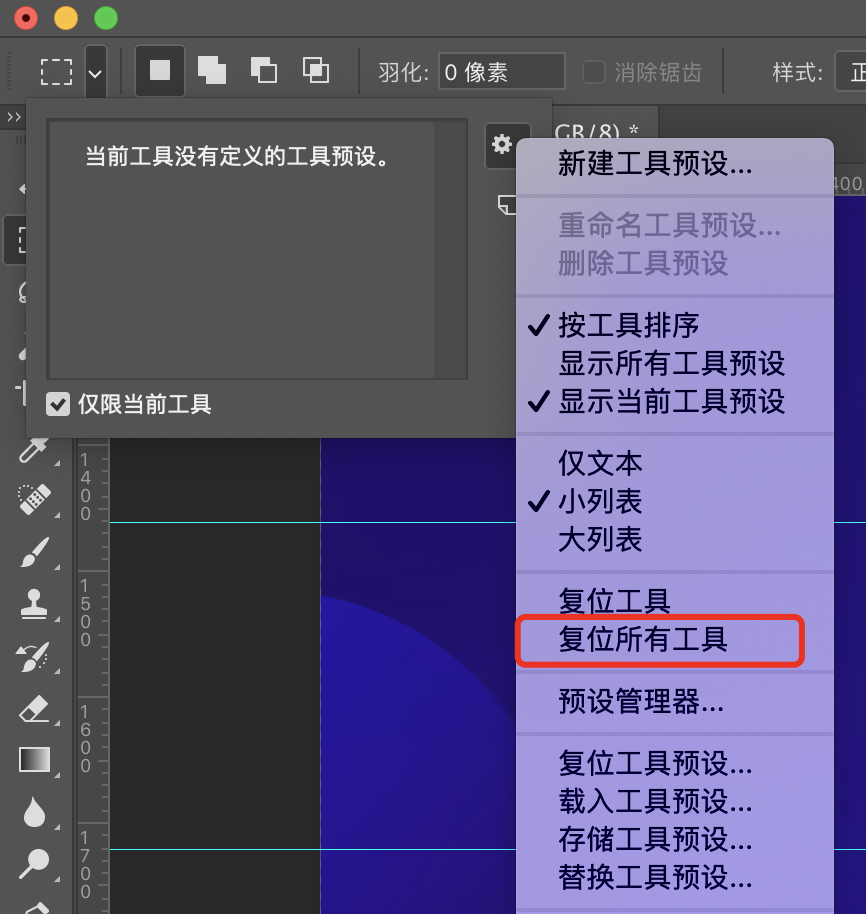 羽化: 0 像素 消除锯齿 样式: 正
GB/8) *
当前工具没有定义的工具预设。
仅限当前工具
新建工具预设...
重命名工具预设...
删除工具预设
按工具排序
显示所有工具预设
显示当前工具预设
仅文本
小列表
大列表
复位工具
复位所有工具
预设管理器...
复位工具预设...
载入工具预设...
存储工具预设...
替换工具预设...
400
1400
1500
1600
1700